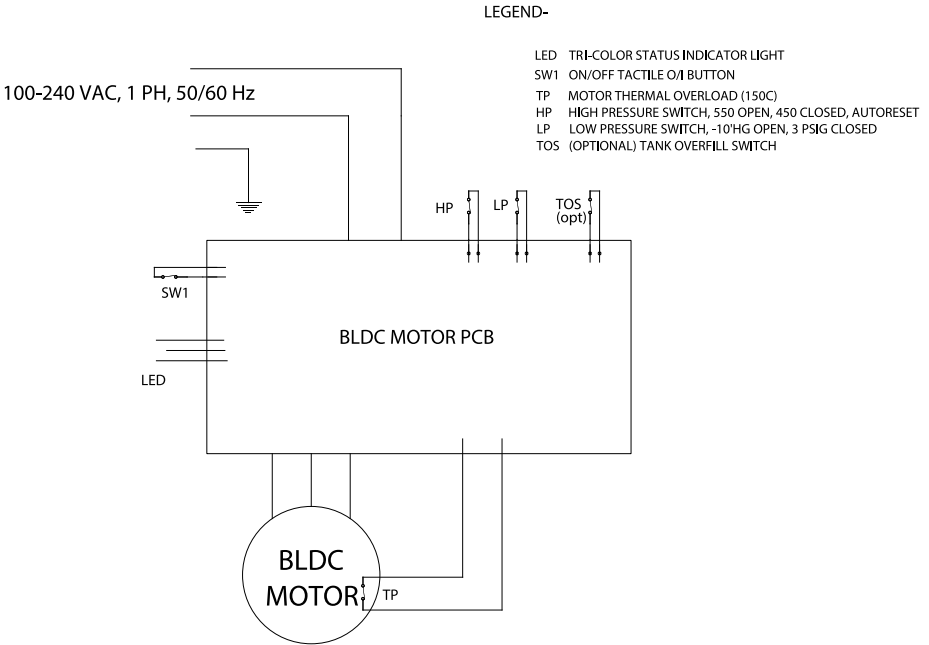 LEGEND-
LED TRI-COLOR STATUS INDICATOR LIGHT
SW1 ON/OFF TACTILE O/I BUTTON
TP MOTOR THERMAL OVERLOAD (150C)
HP HIGH PRESSURE SWITCH, 550 OPEN, 450 CLOSED, AUTORESET
LP LOW PRESSURE SWITCH, -10'HG OPEN, 3 PSIG CLOSED
TOS (OPTIONAL) TANK OVERFILL SWITCH
100-240 VAC, 1 PH, 50/60 Hz
HP
LP
TOS
(opt)
SW1
BLDC MOTOR PCB
LED
BLDC
MOTOR
TP